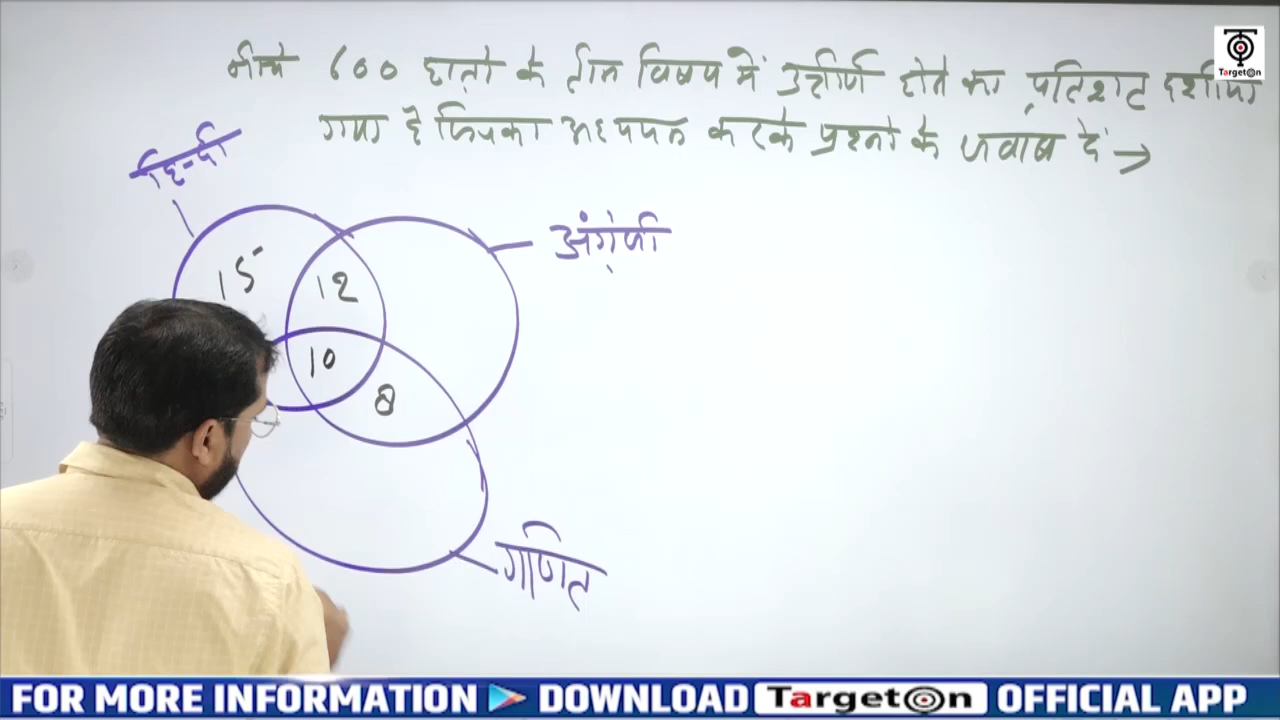 नीचे 600 छात्रो के तीन विषय में उत्तीर्ण होने का प्रतिशत दर्शाया
गया है जिसका अध्ययन करके प्रश्नो के जवाब दें →
हिन्दी
अंग्रेजी
15
12
10
8
गणित
TargetOn
FOR MORE INFORMATION DOWNLOAD TargetOn OFFICIAL APP